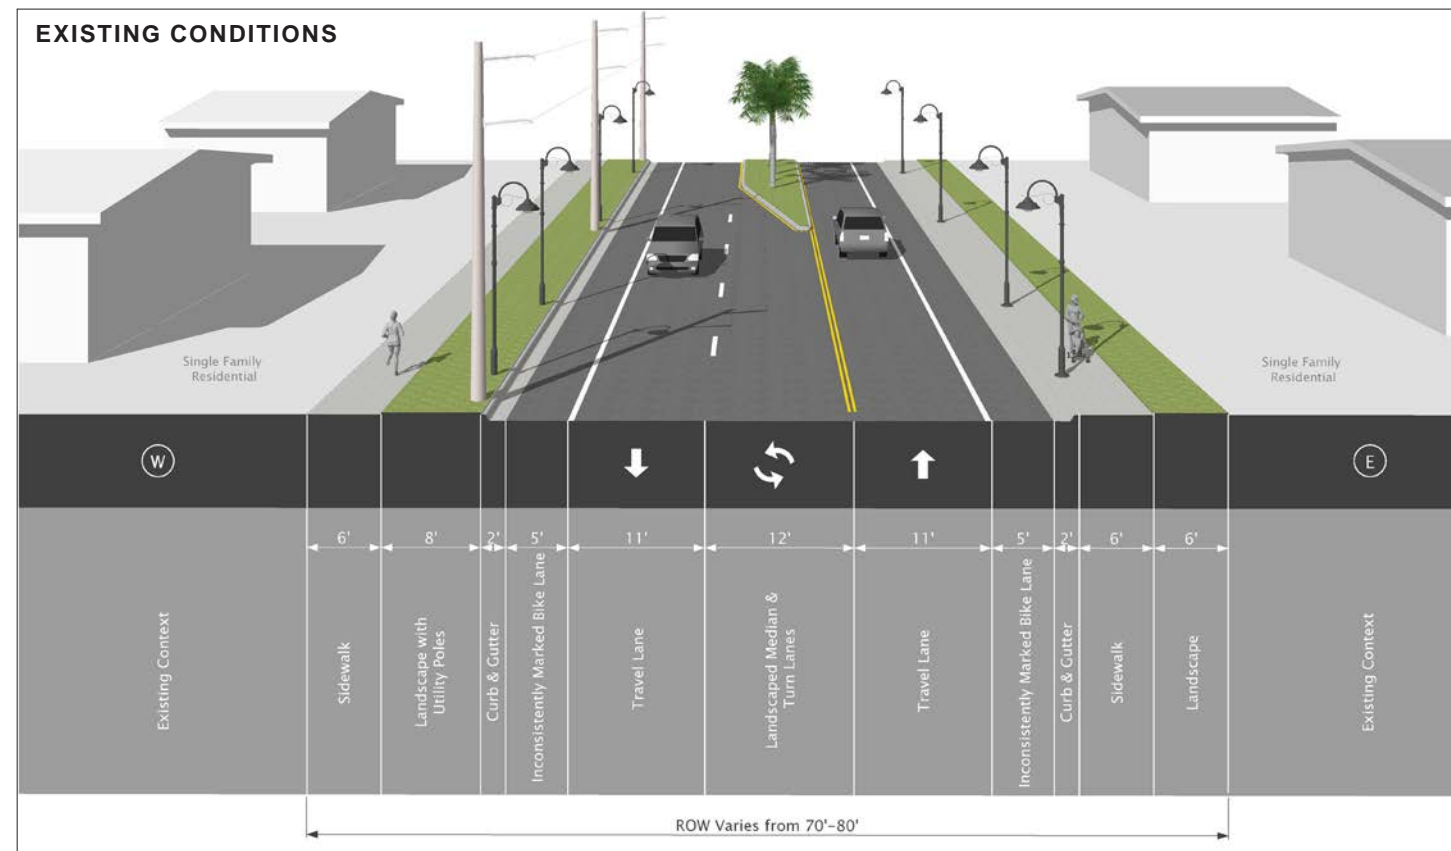 EXISTING CONDITIONS
Single Family
Residential
Single Family
Residential
W
E
6'
8'
2'
5'
11'
12'
11'
5'
2'
6'
6'
Existing Context
Sidewalk
Landscape with
Utility Poles
Curb & Gutter
Inconsistently Marked Bike Lane
Travel Lane
Landscaped Median &
Turn Lanes
Travel Lane
Inconsistently Marked Bike Lane
Curb & Gutter
Sidewalk
Landscape
Existing Context
ROW Varies from 70'-80'